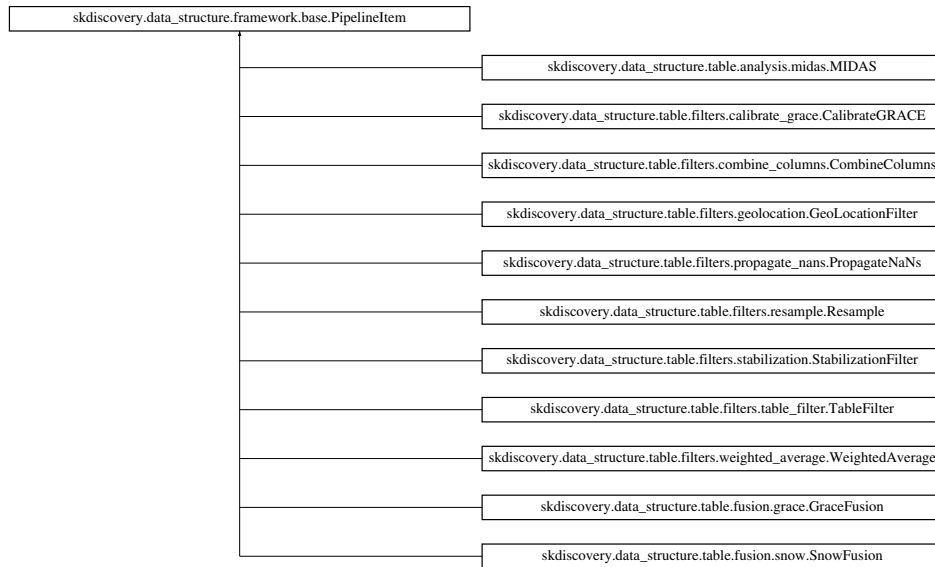 skdiscovery.data_structure.framework.base.PipelineItem
skdiscovery.data_structure.table.analysis.midas.MIDAS
skdiscovery.data_structure.table.filters.calibrate_grace.CalibrateGRACE
skdiscovery.data_structure.table.filters.combine_columns.CombineColumns
skdiscovery.data_structure.table.filters.geolocation.GeoLocationFilter
skdiscovery.data_structure.table.filters.propagate_nans.PropagateNaNs
skdiscovery.data_structure.table.filters.resample.Resample
skdiscovery.data_structure.table.filters.stabilization.StabilizationFilter
skdiscovery.data_structure.table.filters.table_filter.TableFilter
skdiscovery.data_structure.table.filters.weighted_average.WeightedAverage
skdiscovery.data_structure.table.fusion.grace.GraceFusion
skdiscovery.data_structure.table.fusion.snow.SnowFusion